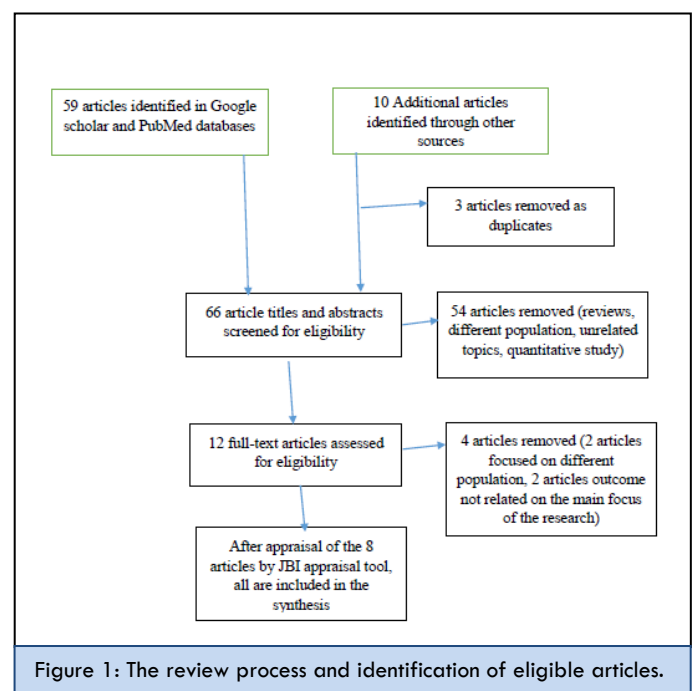 59 articles identified in Google
scholar and PubMed databases
10 Additional articles
identified through other
sources
3 articles removed as
duplicates
66 article titles and abstracts
screened for eligibility
54 articles removed (reviews,
different population, unrelated
topics, quantitative study)
12 full-text articles assessed
for eligibility
4 articles removed (2 articles
focused on different
population, 2 articles outcome
not related on the main focus
of the research)
After appraisal of the 8
articles by JBI appraisal tool,
all are included in the
synthesis
Figure 1: The review process and identification of eligible articles.